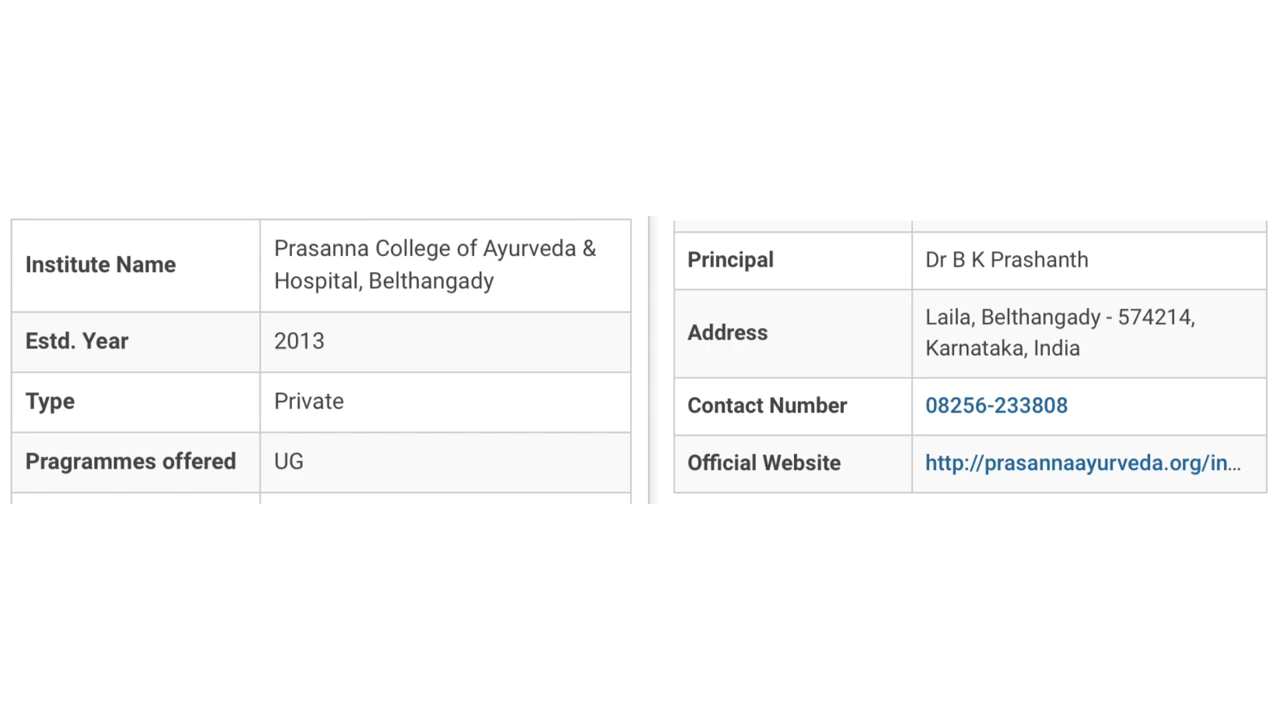 Institute Name
Prasanna College of Ayurveda &
Hospital, Belthangady
Estd. Year
2013
Type
Private
Pragrammes offered
UG
Principal
Dr B K Prashanth
Address
Laila, Belthangady - 574214,
Karnataka, India
Contact Number
08256-233808
Official Website
http://prasannaayurveda.org/in...